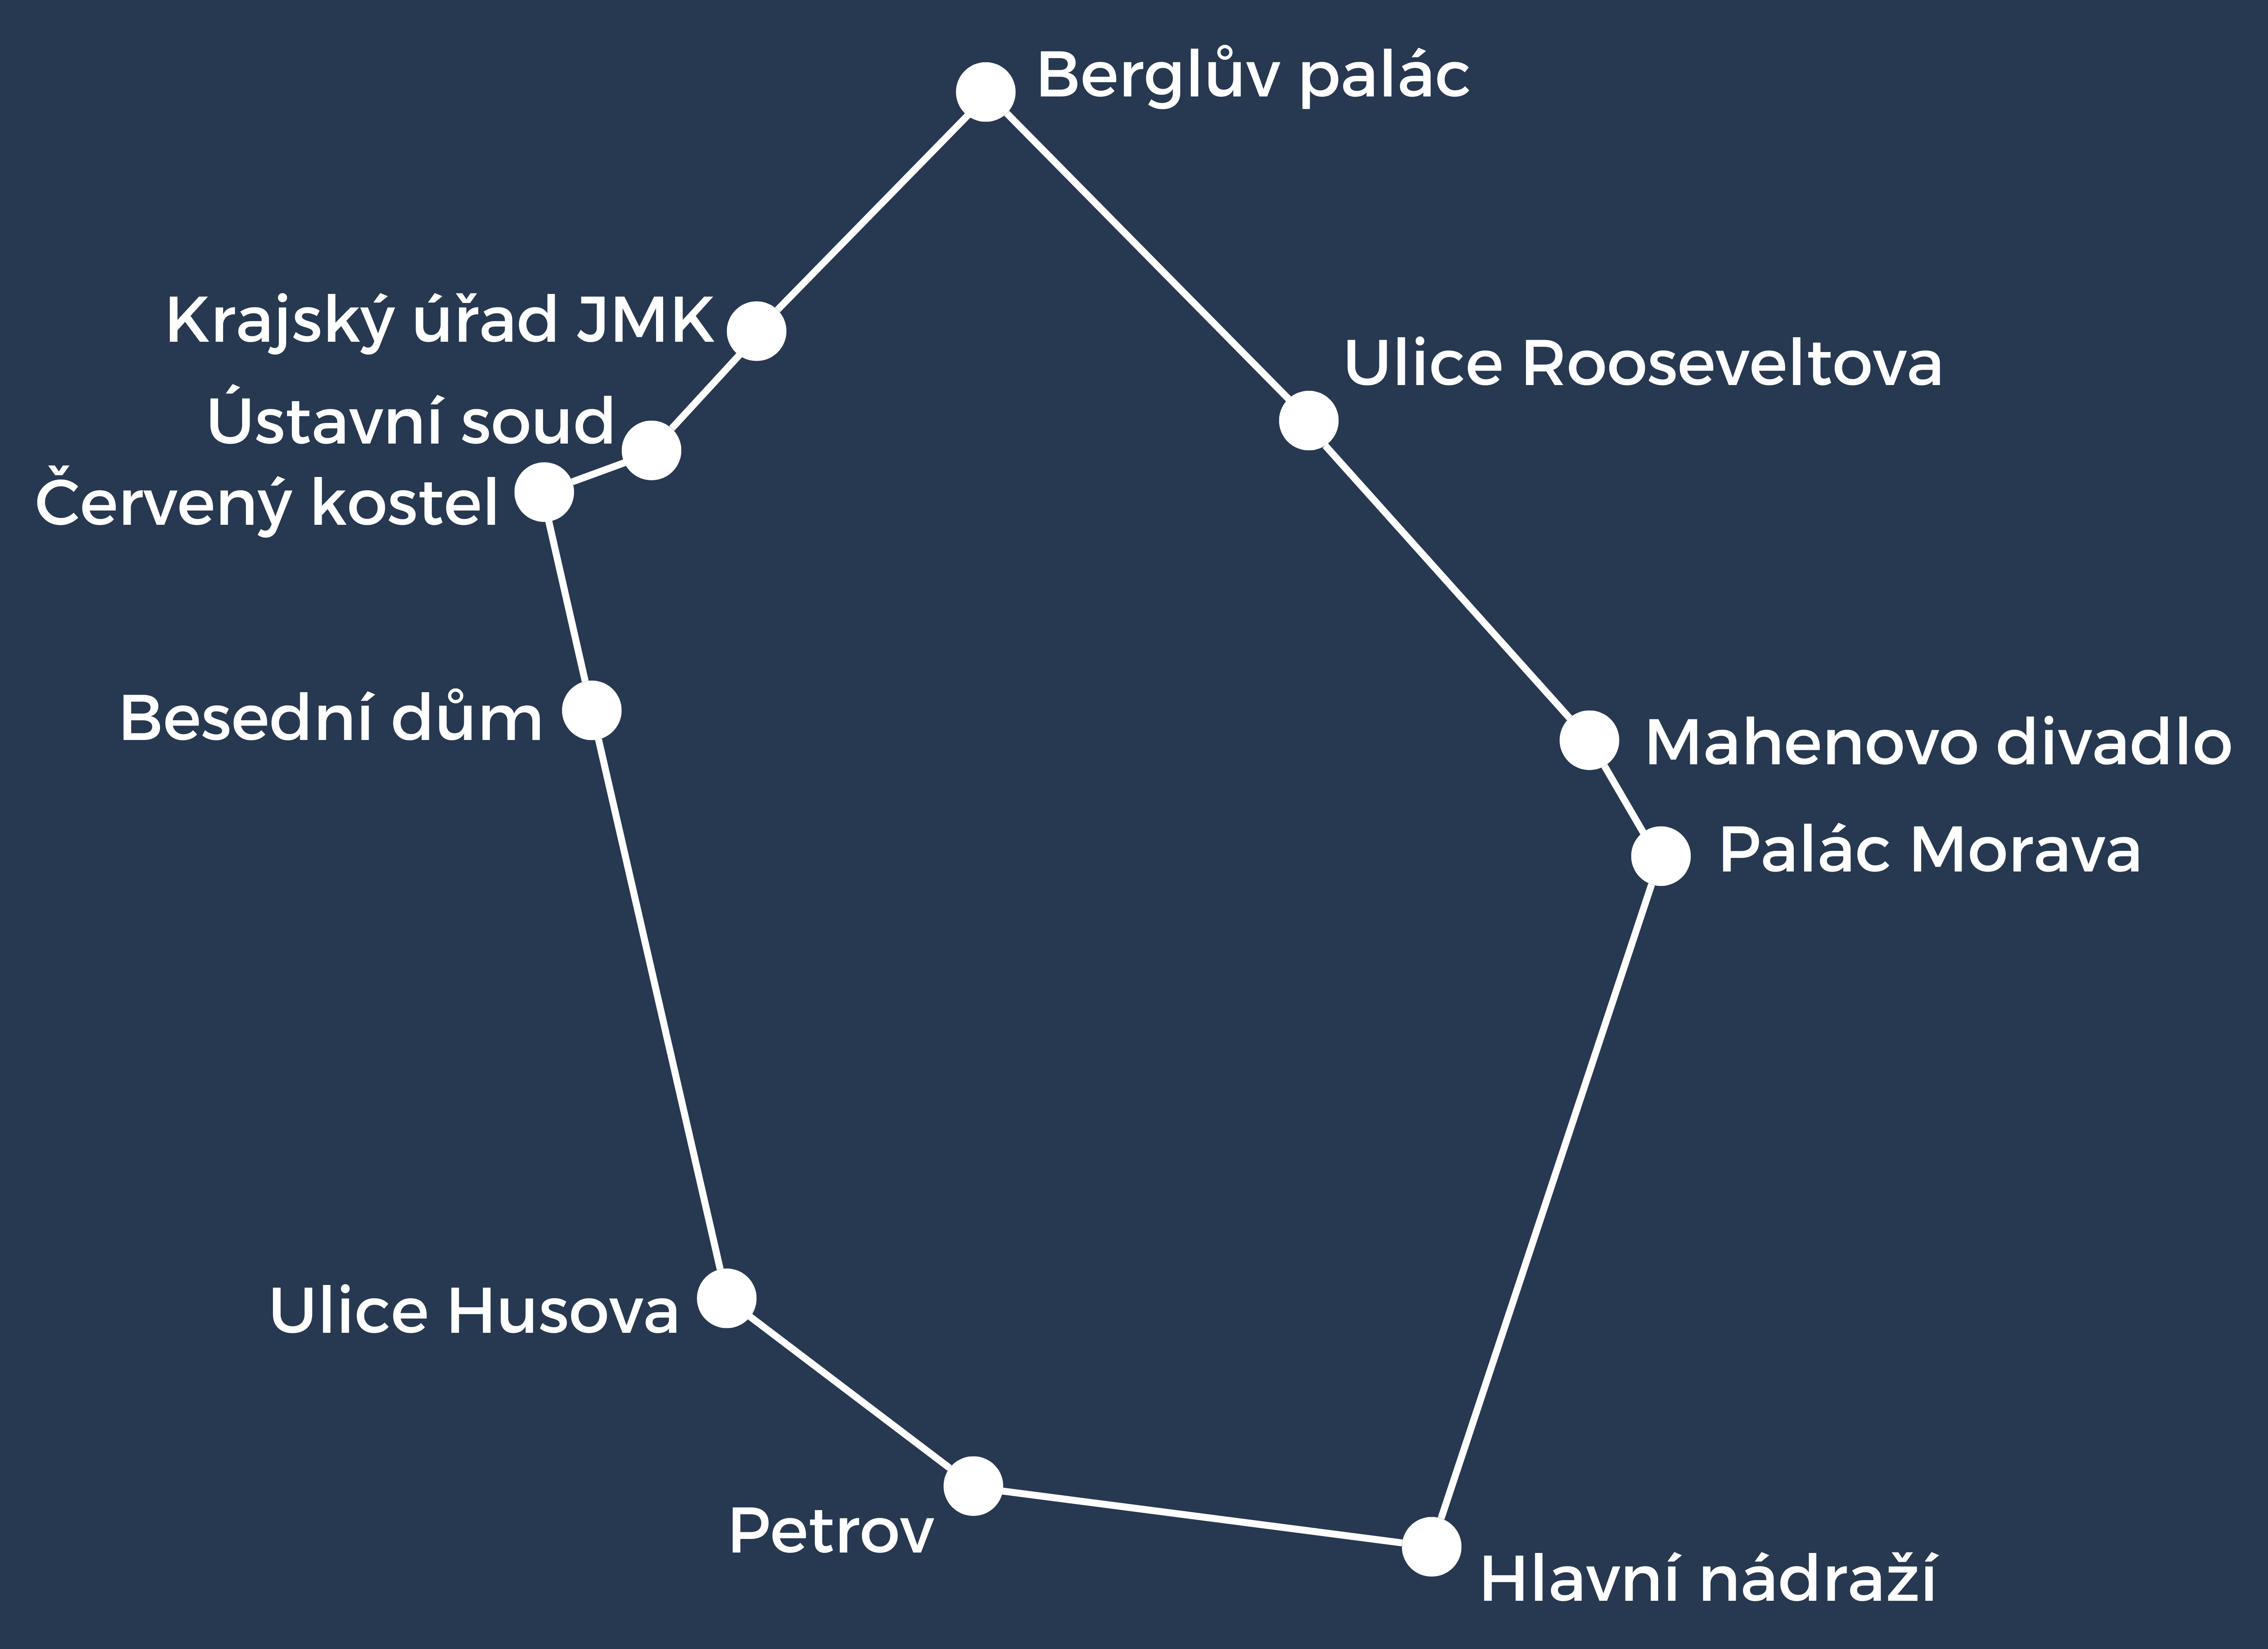 Berglův palác
Krajský úřad JMK
Ulice Rooseveltova
Ústavní soud
Červený kostel
Besední dům
Mahenovo divadlo
Palác Morava
Ulice Husova
Petrov
Hlavní nádraží